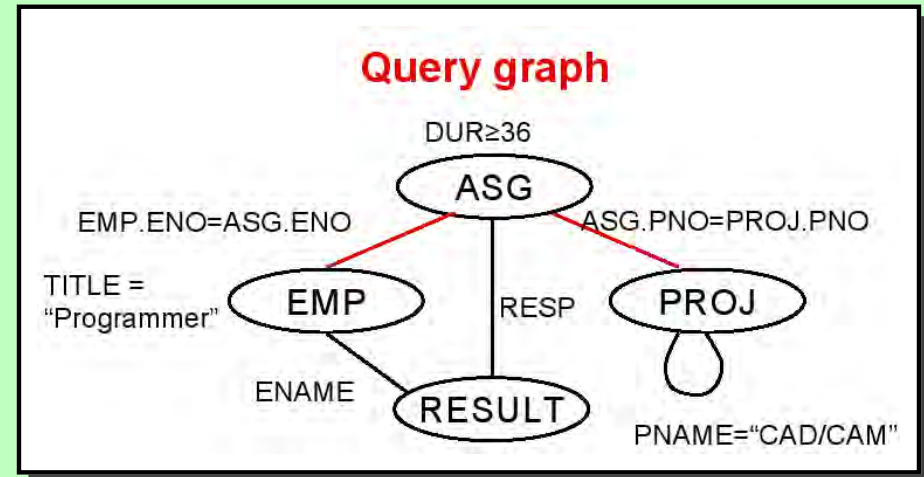 Query graph
DUR≥36
ASG
EMP.ENO=ASG.ENO
ASG.PNO=PROJ.PNO
TITLE =
“Programmer”
EMP
RESP
PROJ
ENAME
RESULT
PNAME=“CAD/CAM”